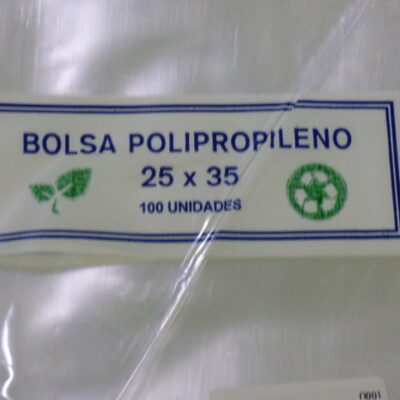 BOLSA POLIPROPILENO
25 x 35
100 UNIDADES